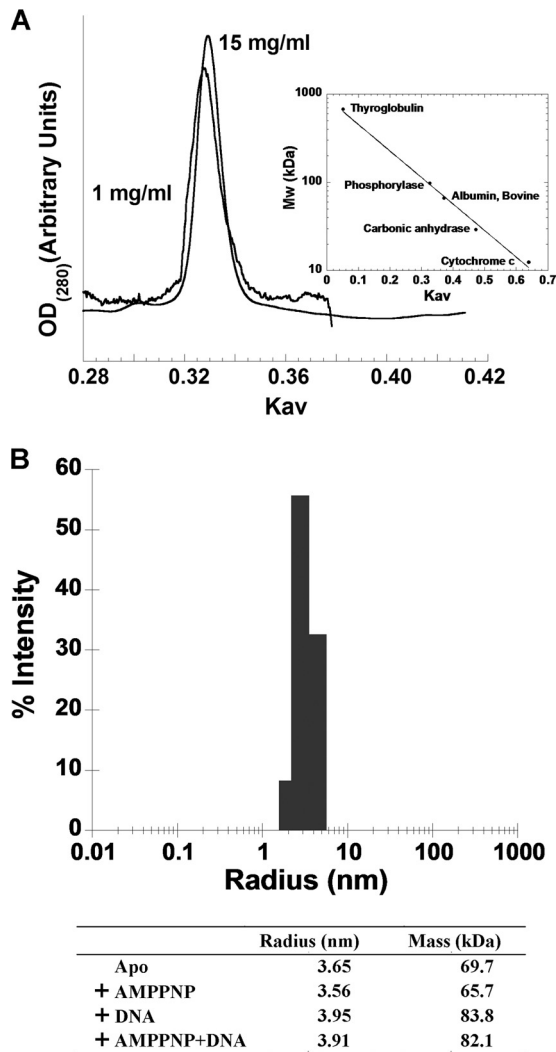 A
15 mg/ml
1 mg/ml
OD(280)(Arbitrary Units)
0.28 0.32 0.36 0.40 0.42
Kav
Mw (kDa)
1000
100
10
Thyroglobulin
Phosphorylase
Albumin, Bovine
Carbonic anhydrase
Cytochrome c
0 0.1 0.2 0.3 0.4 0.5 0.6 0.7
Kav
B
% Intensity
60
50
40
30
20
10
0
0.01 0.1 1 10 100 1000
Radius (nm)
Radius (nm) Mass (kDa)
Apo 3.65 69.7
+ AMPPNP 3.56 65.7
+ DNA 3.95 83.8
+ AMPPNP+DNA 3.91 82.1